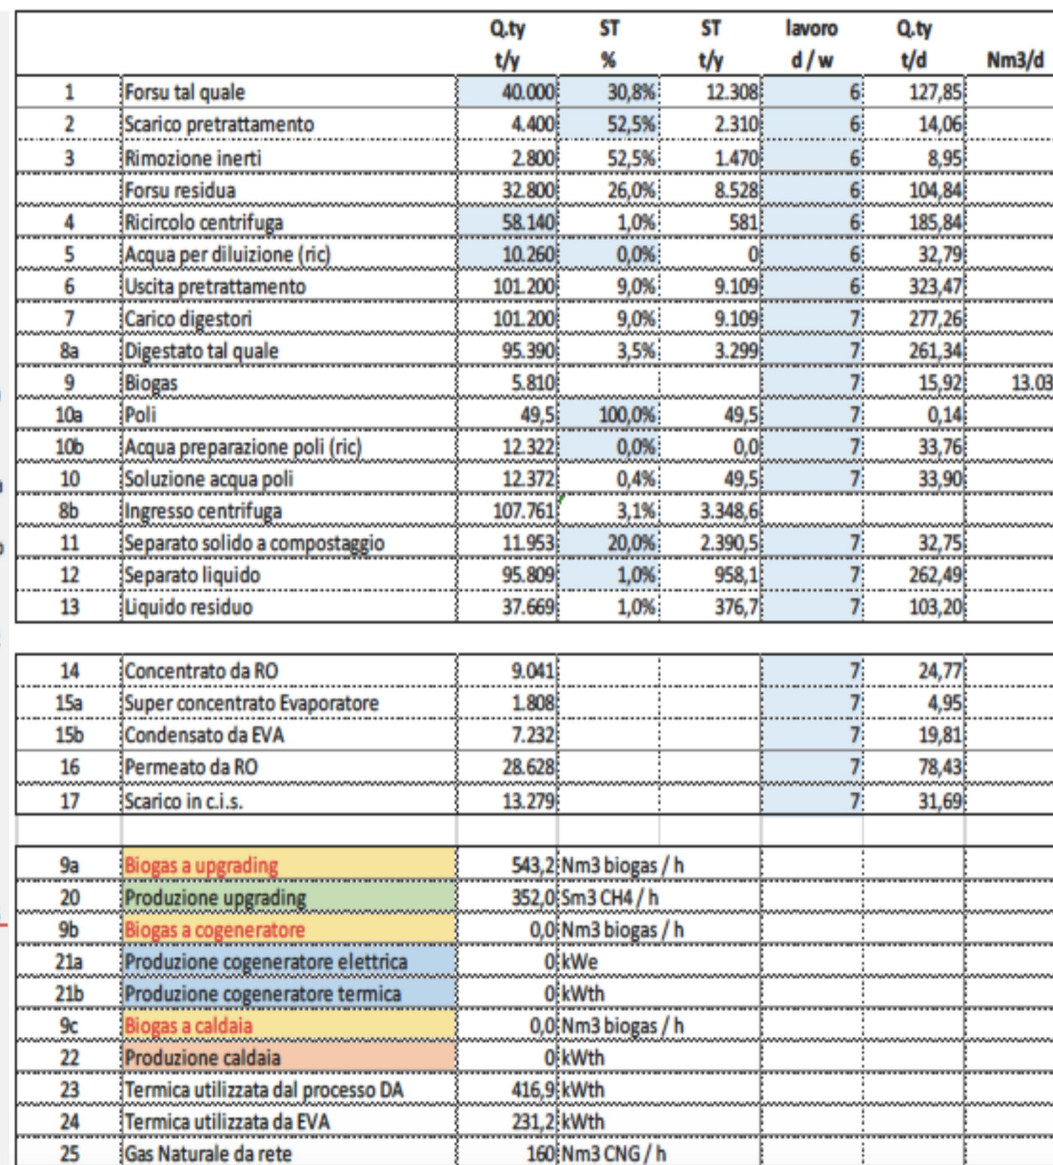 Q.ty ST ST lavoro Q.ty
t/y % t/y d / w t/d Nm3/d
1 Forsu tal quale 40.000 30,8% 12.308 6 127,85
2 Scarico pretrattamento 4.400 52,5% 2.310 6 14,06
3 Rimozione inerti 2.800 52,5% 1.470 6 8,95
Forsu residua 32.800 26,0% 8.528 6 104,84
4 Ricircolo centrifuga 58.140 1,0% 581 6 185,84
5 Acqua per diluizione (ric) 10.260 0,0% 0 6 32,79
6 Uscita pretrattamento 101.200 9,0% 9.109 6 323,47
7 Carico digestori 101.200 9,0% 9.109 7 277,26
8a Digestato tal quale 95.390 3,5% 3.299 7 261,34
9 Biogas 5.810 7 15,92 13.03
10a Poli 49,5 100,0% 49,5 7 0,14
10b Acqua preparazione poli (ric) 12.322 0,0% 0,0 7 33,76
10 Soluzione acqua poli 12.372 0,4% 49,5 7 33,90
8b Ingresso centrifuga 107.761 3,1% 3.348,6
11 Separato solido a compostaggio 11.953 20,0% 2.390,5 7 32,75
12 Separato liquido 95.809 1,0% 958,1 7 262,49
13 Liquido residuo 37.669 1,0% 376,7 7 103,20
14 Concentrato da RO 9.041 7 24,77
15a Super concentrato Evaporatore 1.808 7 4,95
15b Condensato da EVA 7.232 7 19,81
16 Permeato da RO 28.628 7 78,43
17 Scarico in c.i.s. 13.279 7 31,69
9a Biogas a upgrading 543,2 Nm3 biogas / h
20 Produzione upgrading 352,0 Sm3 CH4 / h
9b Biogas a cogeneratore 0,0 Nm3 biogas / h
21a Produzione cogeneratore elettrica 0 kWe
21b Produzione cogeneratore termica 0 kWth
9c Biogas a caldaia 0,0 Nm3 biogas / h
22 Produzione caldaia 0 kWth
23 Termica utilizzata dal processo DA 416,9 kWth
24 Termica utilizzata da EVA 231,2 kWth
25 Gas Naturale da rete 160 Nm3 CNG / h